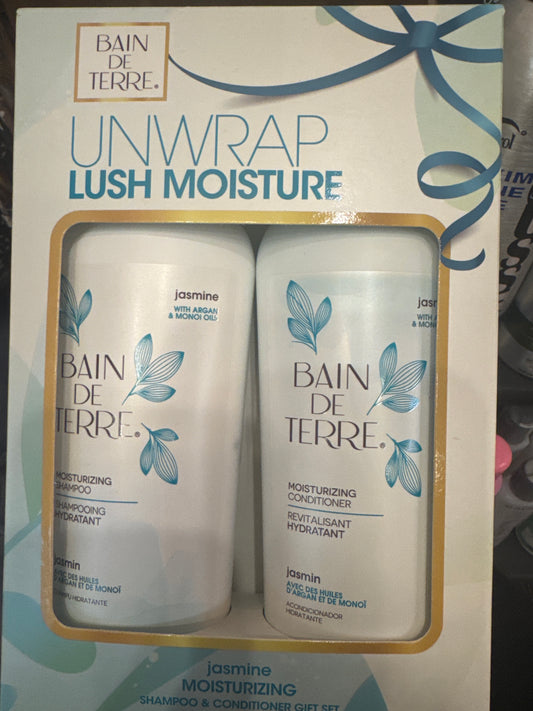 BAIN
DE
TERRE®
UNWRAP
LUSH MOISTURE
jasmine
WITH ARGAN
& MONOI OILS
BAIN
DE
TERRE®
MOISTURIZING
SHAMPOO
SHAMPOOING
HYDRATANT
jasmin
AVEC DES HUILES
D'ARGAN ET DE MONOÏ
HIDRATANTE
BAIN
DE
TERRE®
MOISTURIZING
CONDITIONER
REVITALISANT
HYDRATANT
jasmin
AVEC DES HUILES
D'ARGAN ET DE MONOÏ
ACONDICIONADOR
HIDRATANTE
jasmine
MOISTURIZING
SHAMPOO & CONDITIONER GIFT SET